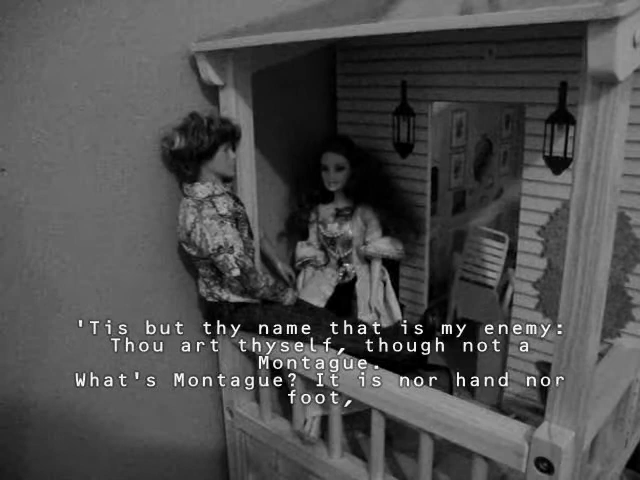 'Tis but thy name that is my enemy:
Thou art thyself, though not a
Montague.
What's Montague? It is nor hand nor
foot,